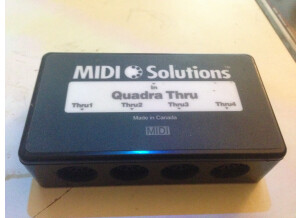 MIDI Solutions
in
Quadra Thru
Thru1 Thru2 Thru3 Thru4
Made in Canada
MIDI